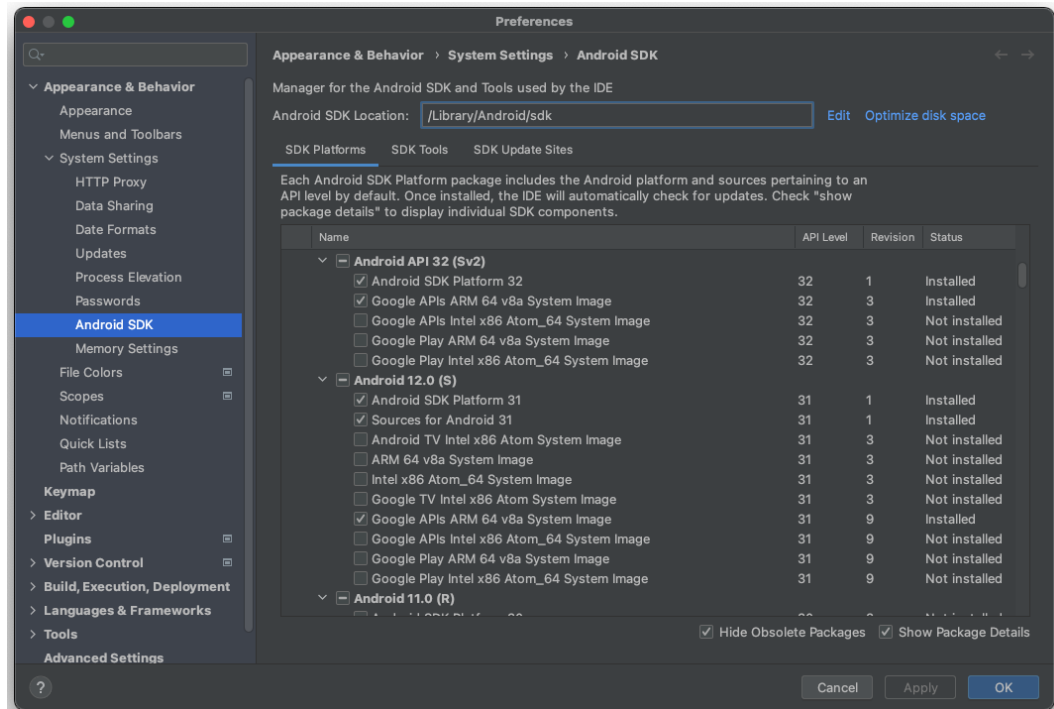 Preferences
Appearance & Behavior › System Settings › Android SDK
Manager for the Android SDK and Tools used by the IDE
Android SDK Location: /Library/Android/sdk Edit Optimize disk space
SDK Platforms SDK Tools SDK Update Sites
Each Android SDK Platform package includes the Android platform and sources pertaining to an
API level by default. Once installed, the IDE will automatically check for updates. Check "show
package details" to display individual SDK components.
Name API Level Revision Status
Android API 32 (Sv2)
Android SDK Platform 32 32 1 Installed
Google APIs ARM 64 v8a System Image 32 3 Installed
Google APIs Intel x86 Atom_64 System Image 32 3 Not installed
Google Play ARM 64 v8a System Image 32 3 Not installed
Google Play Intel x86 Atom_64 System Image 32 3 Not installed
Android 12.0 (S)
Android SDK Platform 31 31 1 Installed
Sources for Android 31 31 1 Installed
Android TV Intel x86 Atom System Image 31 3 Not installed
ARM 64 v8a System Image 31 3 Not installed
Intel x86 Atom_64 System Image 31 3 Not installed
Google TV Intel x86 Atom System Image 31 3 Not installed
Google APIs ARM 64 v8a System Image 31 9 Installed
Google APIs Intel x86 Atom_64 System Image 31 9 Not installed
Google Play ARM 64 v8a System Image 31 9 Not installed
Google Play Intel x86 Atom_64 System Image 31 9 Not installed
Android 11.0 (R)
Hide Obsolete Packages Show Package Details
Appearance & Behavior
Appearance
Menus and Toolbars
System Settings
HTTP Proxy
Data Sharing
Date Formats
Updates
Process Elevation
Passwords
Android SDK
Memory Settings
File Colors
Scopes
Notifications
Quick Lists
Path Variables
Keymap
Editor
Plugins
Version Control
Build, Execution, Deployment
Languages & Frameworks
Tools
Advanced Settings
? Cancel Apply OK